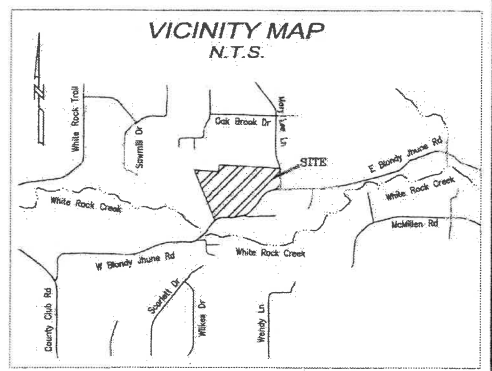 VICINITY MAP
N.T.S.
N
White Rock Trail
Sawmill Dr
Oak Brook Dr
Mary Lee Ln
SITE
E Blondy Jhune Rd
White Rock Creek
White Rock Creek
McMillen Rd
White Rock Creek
W Blondy Jhune Rd
County Club Rd
Scarlett Dr
Wilkes Dr
Wendy Ln